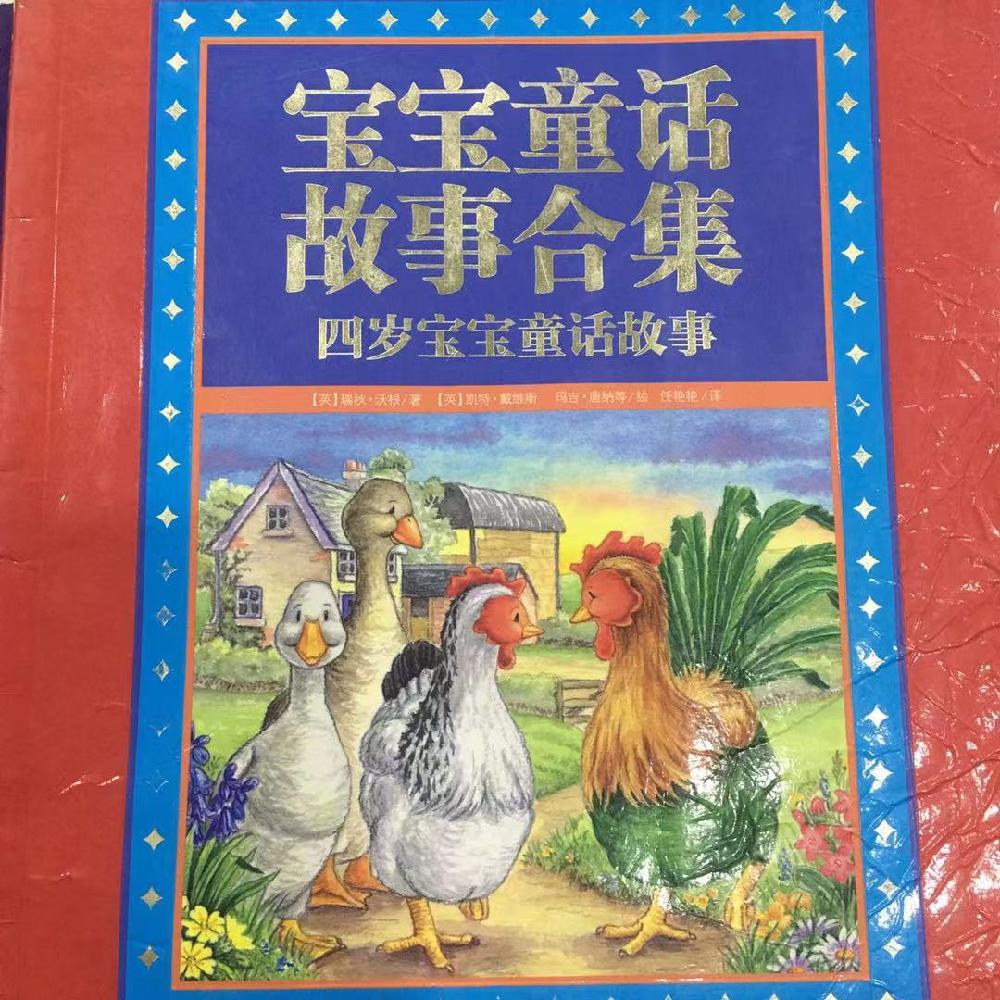 宝宝童话
故事合集
四岁宝宝童话故事
【英】瑞狄·沃根/著 【英】凯特·戴维斯 玛吉·唐纳等/绘 任艳艳/译